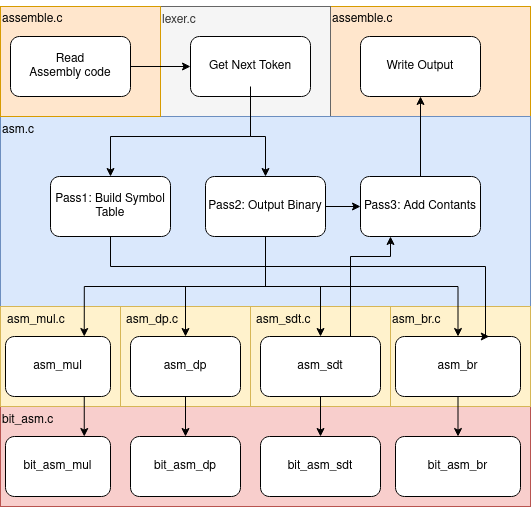 assemble.c
lexer.c
assemble.c
Read
Assembly code
Get Next Token
Write Output
asm.c
Pass1: Build Symbol
Table
Pass2: Output Binary
Pass3: Add Contants
asm_mul.c
asm_dp.c
asm_sdt.c
asm_br.c
asm_mul
asm_dp
asm_sdt
asm_br
bit_asm.c
bit_asm_mul
bit_asm_dp
bit_asm_sdt
bit_asm_br